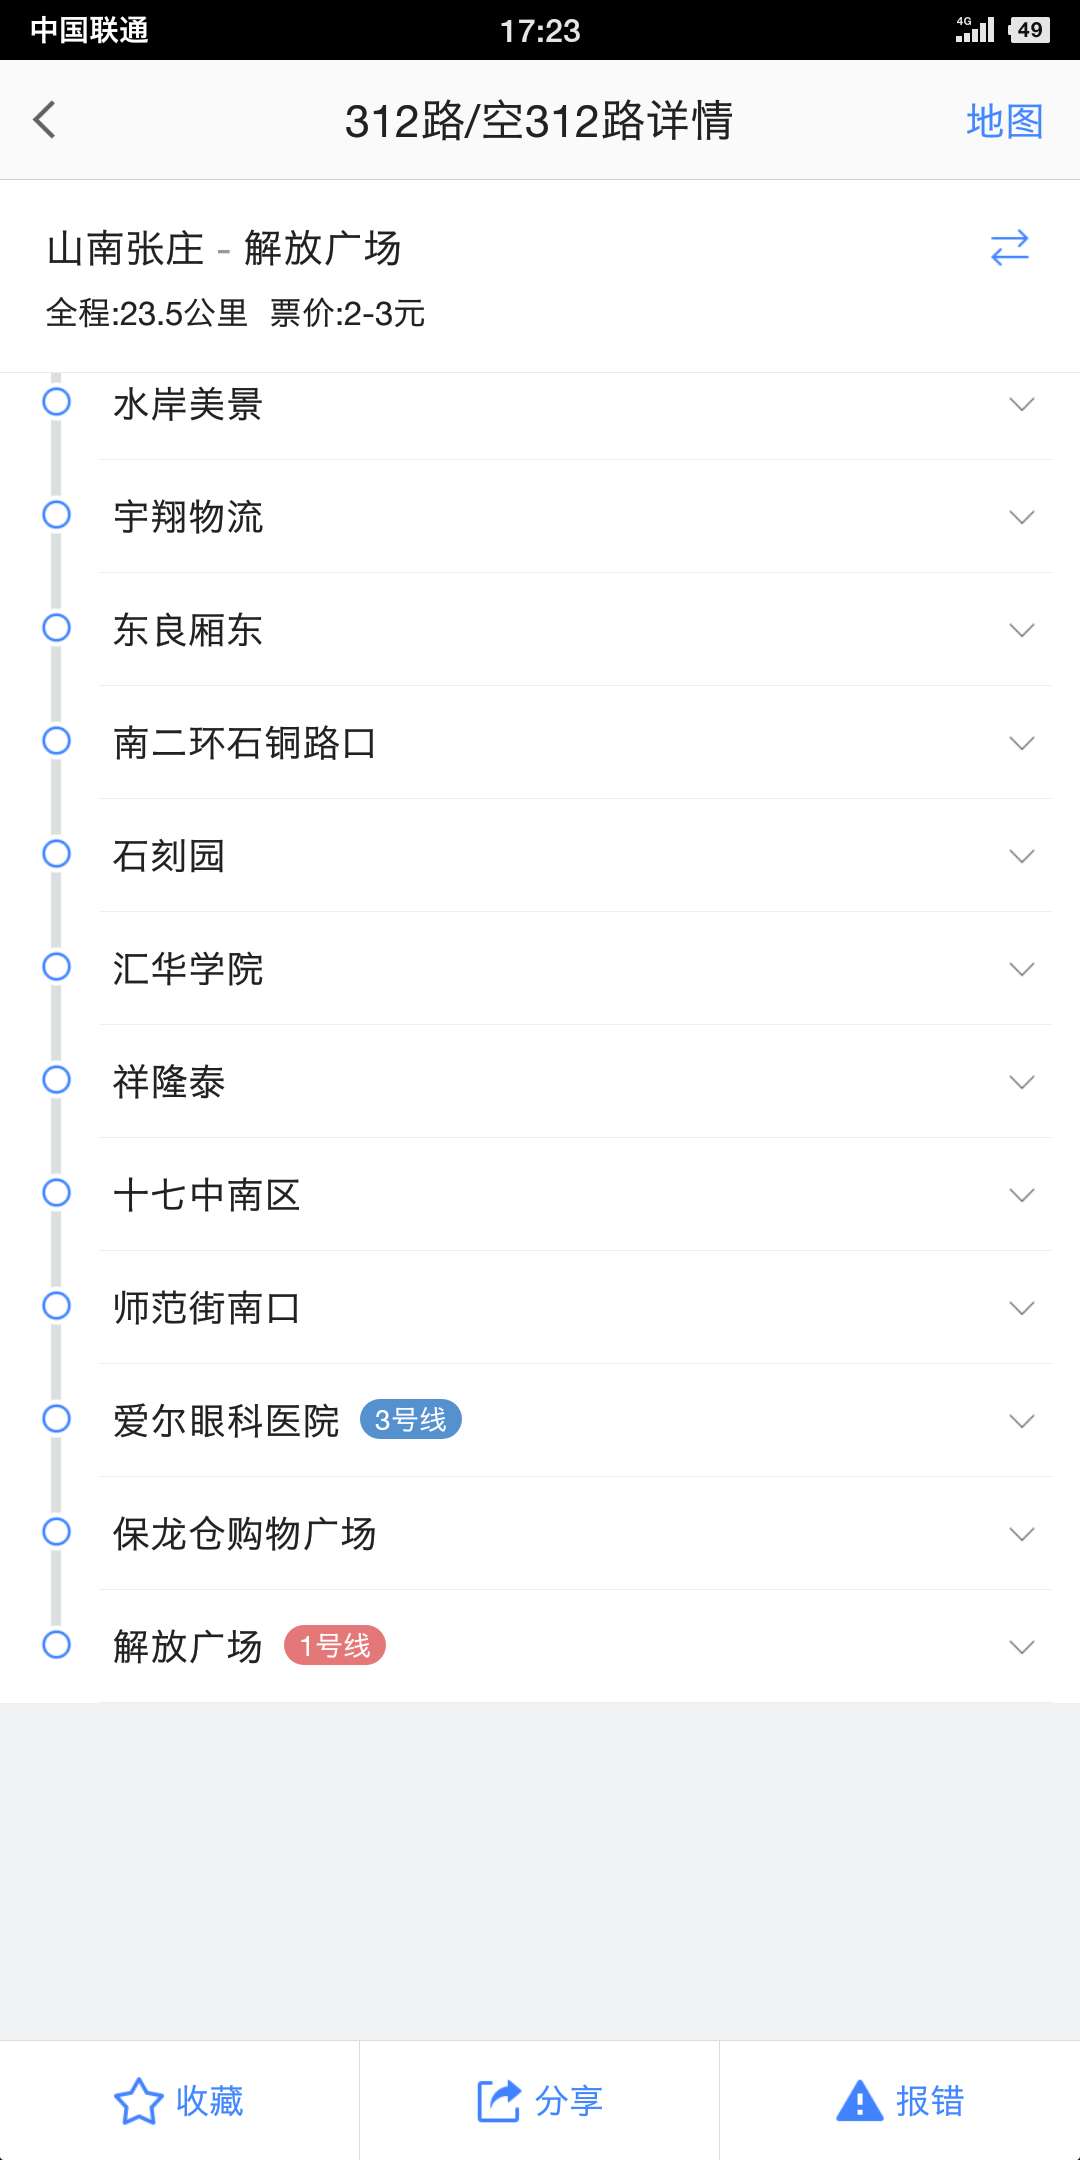 中国联通 17:23 4G 49
312路/空312路详情 地图
山南张庄 - 解放广场
全程:23.5公里 票价:2-3元
水岸美景
宇翔物流
东良厢东
南二环石铜路口
石刻园
汇华学院
祥隆泰
十七中南区
师范街南口
爱尔眼科医院 3号线
保龙仓购物广场
解放广场 1号线
收藏 分享 报错